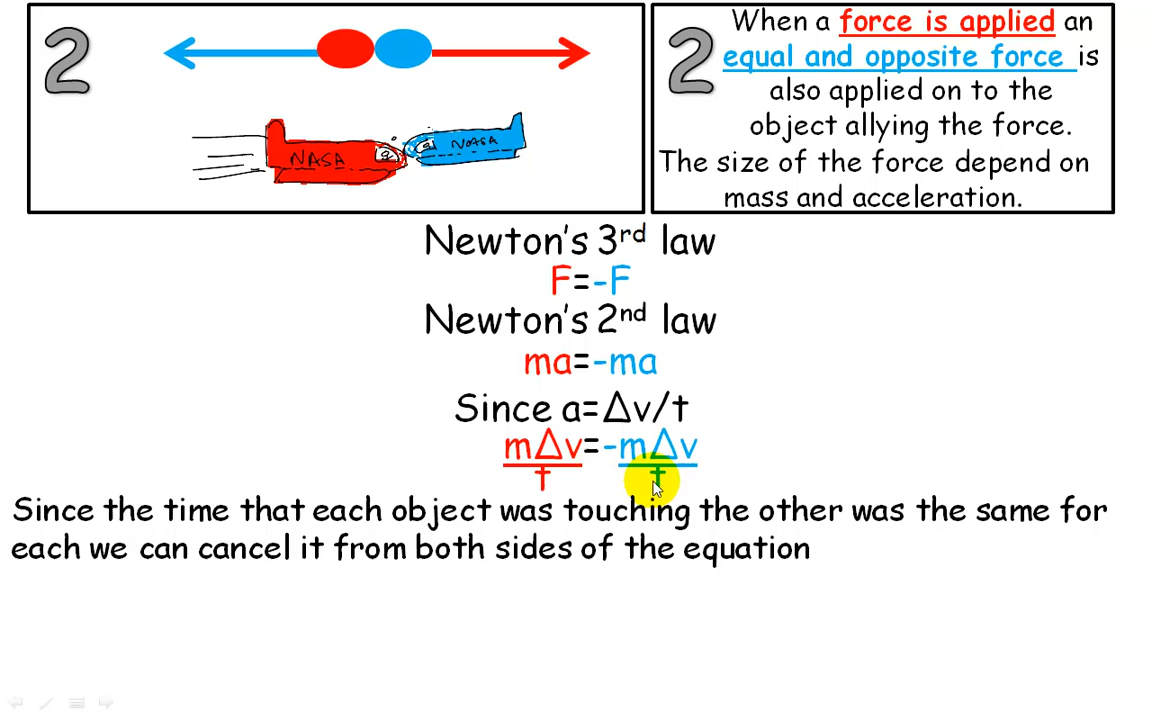 2
NASA
NASA
2
When a force is applied an
equal and opposite force is
also applied on to the
object allying the force.
The size of the force depend on
mass and acceleration.
Newton's 3rd law
F=-F
Newton's 2nd law
ma=-ma
Since a=Δv/t
mΔv=-mΔv
t t
Since the time that each object was touching the other was the same for
each we can cancel it from both sides of the equation